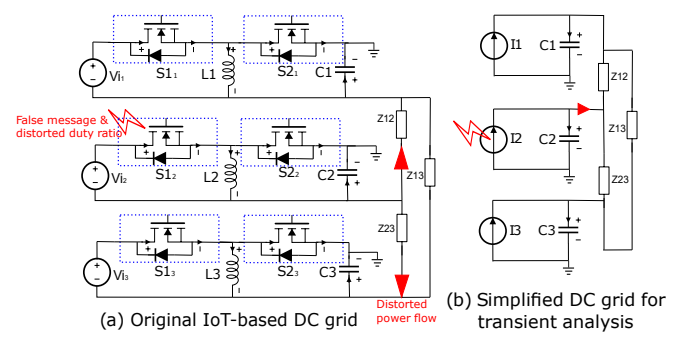 S1₁
S2₁
Vi₁
L1
C1
False message &
distorted duty ratio
S1₂
S2₂
Vi₂
L2
C2
Z12
Z13
Z23
S1₃
S2₃
Vi₃
L3
C3
Distorted
power flow
(a) Original IoT-based DC grid
I1
C1
Z12
I2
C2
Z13
Z23
I3
C3
(b) Simplified DC grid for
transient analysis